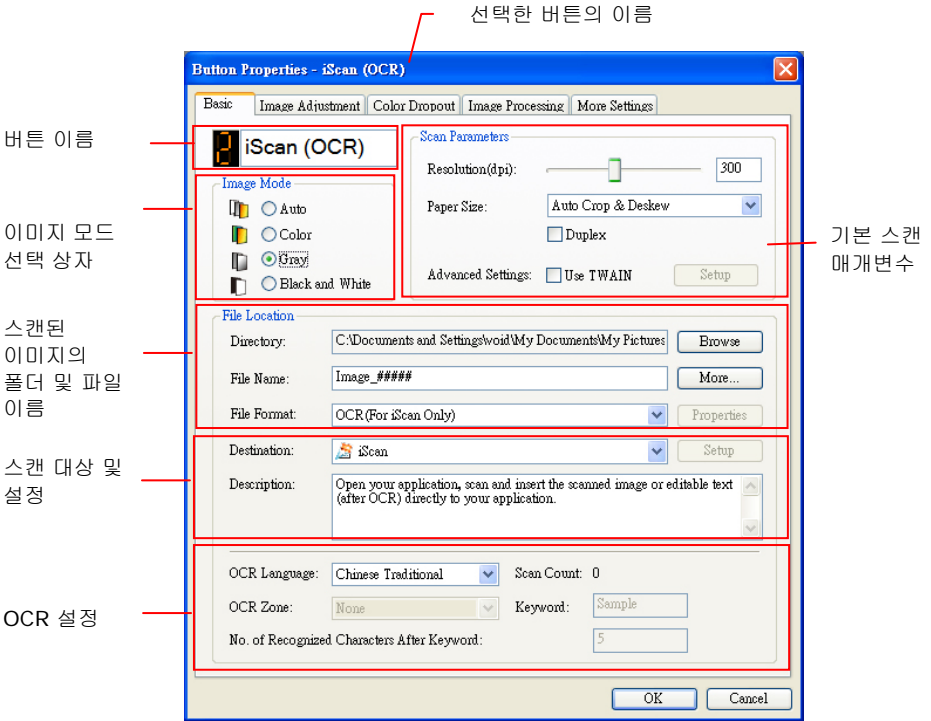 선택한 버튼의 이름
Button Properties - iScan (OCR)
Basic Image Adjustment Color Dropout Image Processing More Settings
버튼 이름
2 iScan (OCR)
Scan Parameters
Resolution(dpi): 300
Paper Size: Auto Crop & Deskew
Duplex
Advanced Settings: Use TWAIN Setup
기본 스캔
매개변수
이미지 모드
선택 상자
Image Mode
Auto
Color
Gray
Black and White
스캔된
이미지의
폴더 및 파일
이름
File Location
Directory: C:\Documents and Settings\void\My Documents\My Pictures Browse
File Name: Image_##### More...
File Format: OCR(For iScan Only) Properties
스캔 대상 및
설정
Destination: iScan Setup
Description: Open your application, scan and insert the scanned image or editable text
(after OCR) directly to your application.
OCR 설정
OCR Language: Chinese Traditional Scan Count: 0
OCR Zone: None Keyword: Sample
No. of Recognized Characters After Keyword: 5
OK Cancel